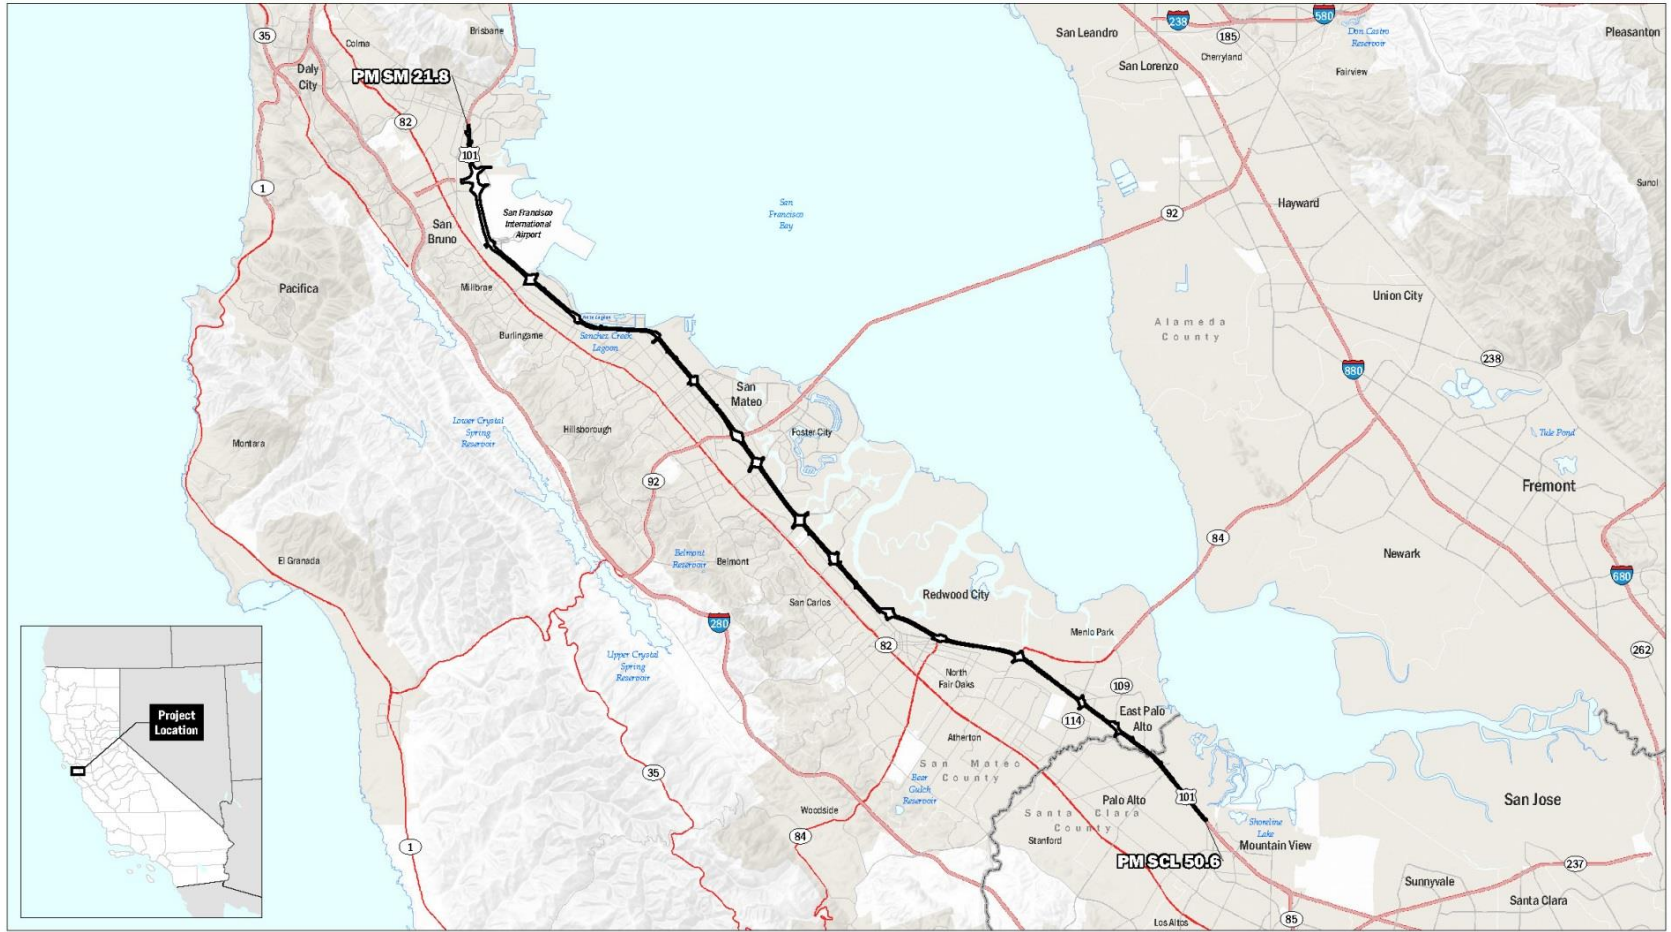 35
Colma
Brisbane
238
580
San Leandro
185
Don Castro
Reservoir
Pleasanton
Daly
City
PM SM 21.8
San Lorenzo
Cherryland
Fairview
82
101
1
San Francisco
International
Airport
San
Bruno
San
Francisco
Bay
92
Hayward
Sunol
Pacifica
Millbrae
Union City
Burlingame
Sanchez Creek
Lagoon
Alameda
County
238
880
San
Mateo
Lower Crystal
Spring
Reservoir
Hillsborough
Foster City
Montara
Tule Pond
92
Fremont
84
El Granada
Belmont
Reservoir
Belmont
Newark
680
San Carlos
Redwood City
280
Menlo Park
82
262
Upper Crystal
Spring
Reservoir
North
Fair Oaks
109
114
East Palo
Alto
Project
Location
Atherton
San Mateo
County
35
Bear
Gulch
Reservoir
101
Palo Alto
San Jose
Woodside
Santa Clara
County
84
Stanford
Shoreline
Lake
Mountain View
1
PM SCL 50.6
237
Sunnyvale
Santa Clara
Los Altos
85